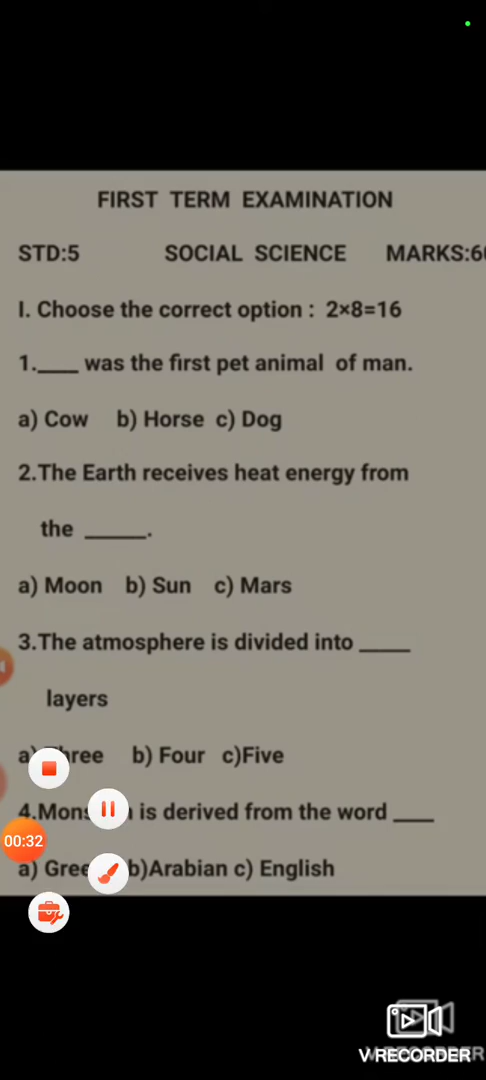 FIRST TERM EXAMINATION
STD:5 SOCIAL SCIENCE MARKS:6
I. Choose the correct option : 2×8=16
1.____ was the first pet animal of man.
a) Cow b) Horse c) Dog
2.The Earth receives heat energy from
the ______.
a) Moon b) Sun c) Mars
3.The atmosphere is divided into _____
layers
a) Three b) Four c)Five
is derived from the word ____
00:32
b)Arabian c) English
V RECORDER